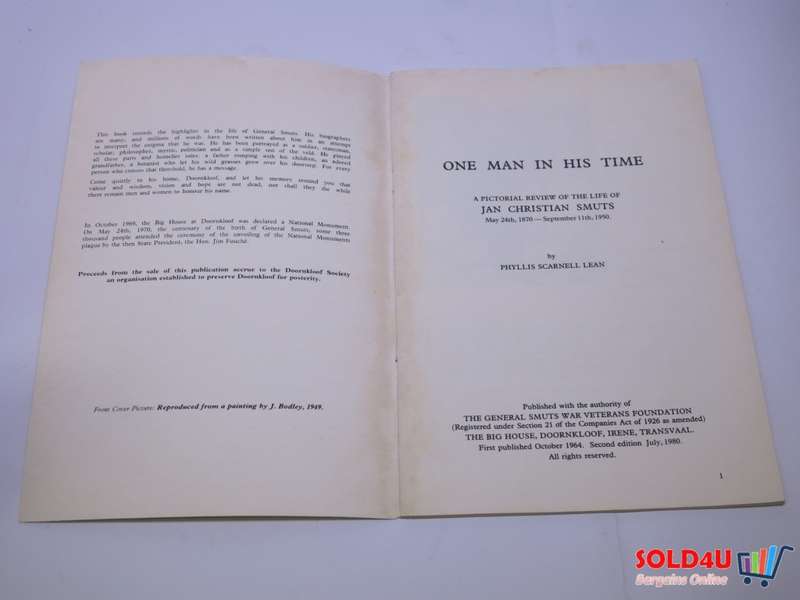 This book records the highlights in the life of General Smuts. His biographers
are many, and millions of words have been written about him in an attempt
to interpret the enigma that he was. He has been portrayed as a soldier, statesman,
scholar, philosopher, mystic, politician and as a simple son of the veld. He played
all these parts and homelier roles: a father romping with his children, an adored
grandfather, a botanist who let his wild grasses grow over his doorstep. For every
person who crosses that threshold, he has a message.
Come quietly to his home, Doornkloof, and let his memory remind you that
valour and wisdom, vision and hope are not dead, nor shall they die while
there remain men and women to honour his name.
In October 1969, the Big House at Doornkloof was declared a National Monument.
On May 24th, 1970, the centenary of the birth of General Smuts, some three
thousand people attended the ceremony of the unveiling of the National Monuments
plaque by the then State President, the Hon. Jim Fouché.
Proceeds from the sale of this publication accrue to the Doornkloof Society
an organisation established to preserve Doornkloof for posterity.
Front Cover Picture: Reproduced from a painting by J. Bodley, 1949.
ONE MAN IN HIS TIME
A PICTORIAL REVIEW OF THE LIFE OF
JAN CHRISTIAN SMUTS
May 24th, 1870 — September 11th, 1950.
by
PHYLLIS SCARNELL LEAN
Published with the authority of
THE GENERAL SMUTS WAR VETERANS FOUNDATION
(Registered under Section 21 of the Companies Act of 1926 as amended)
THE BIG HOUSE, DOORNKLOOF, IRENE, TRANSVAAL.
First published October 1964. Second edition July, 1980.
All rights reserved.
1
SOLD4U
Bargains Online